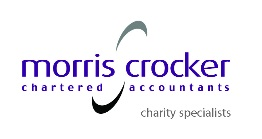 morris crocker
chartered accountants
charity specialists